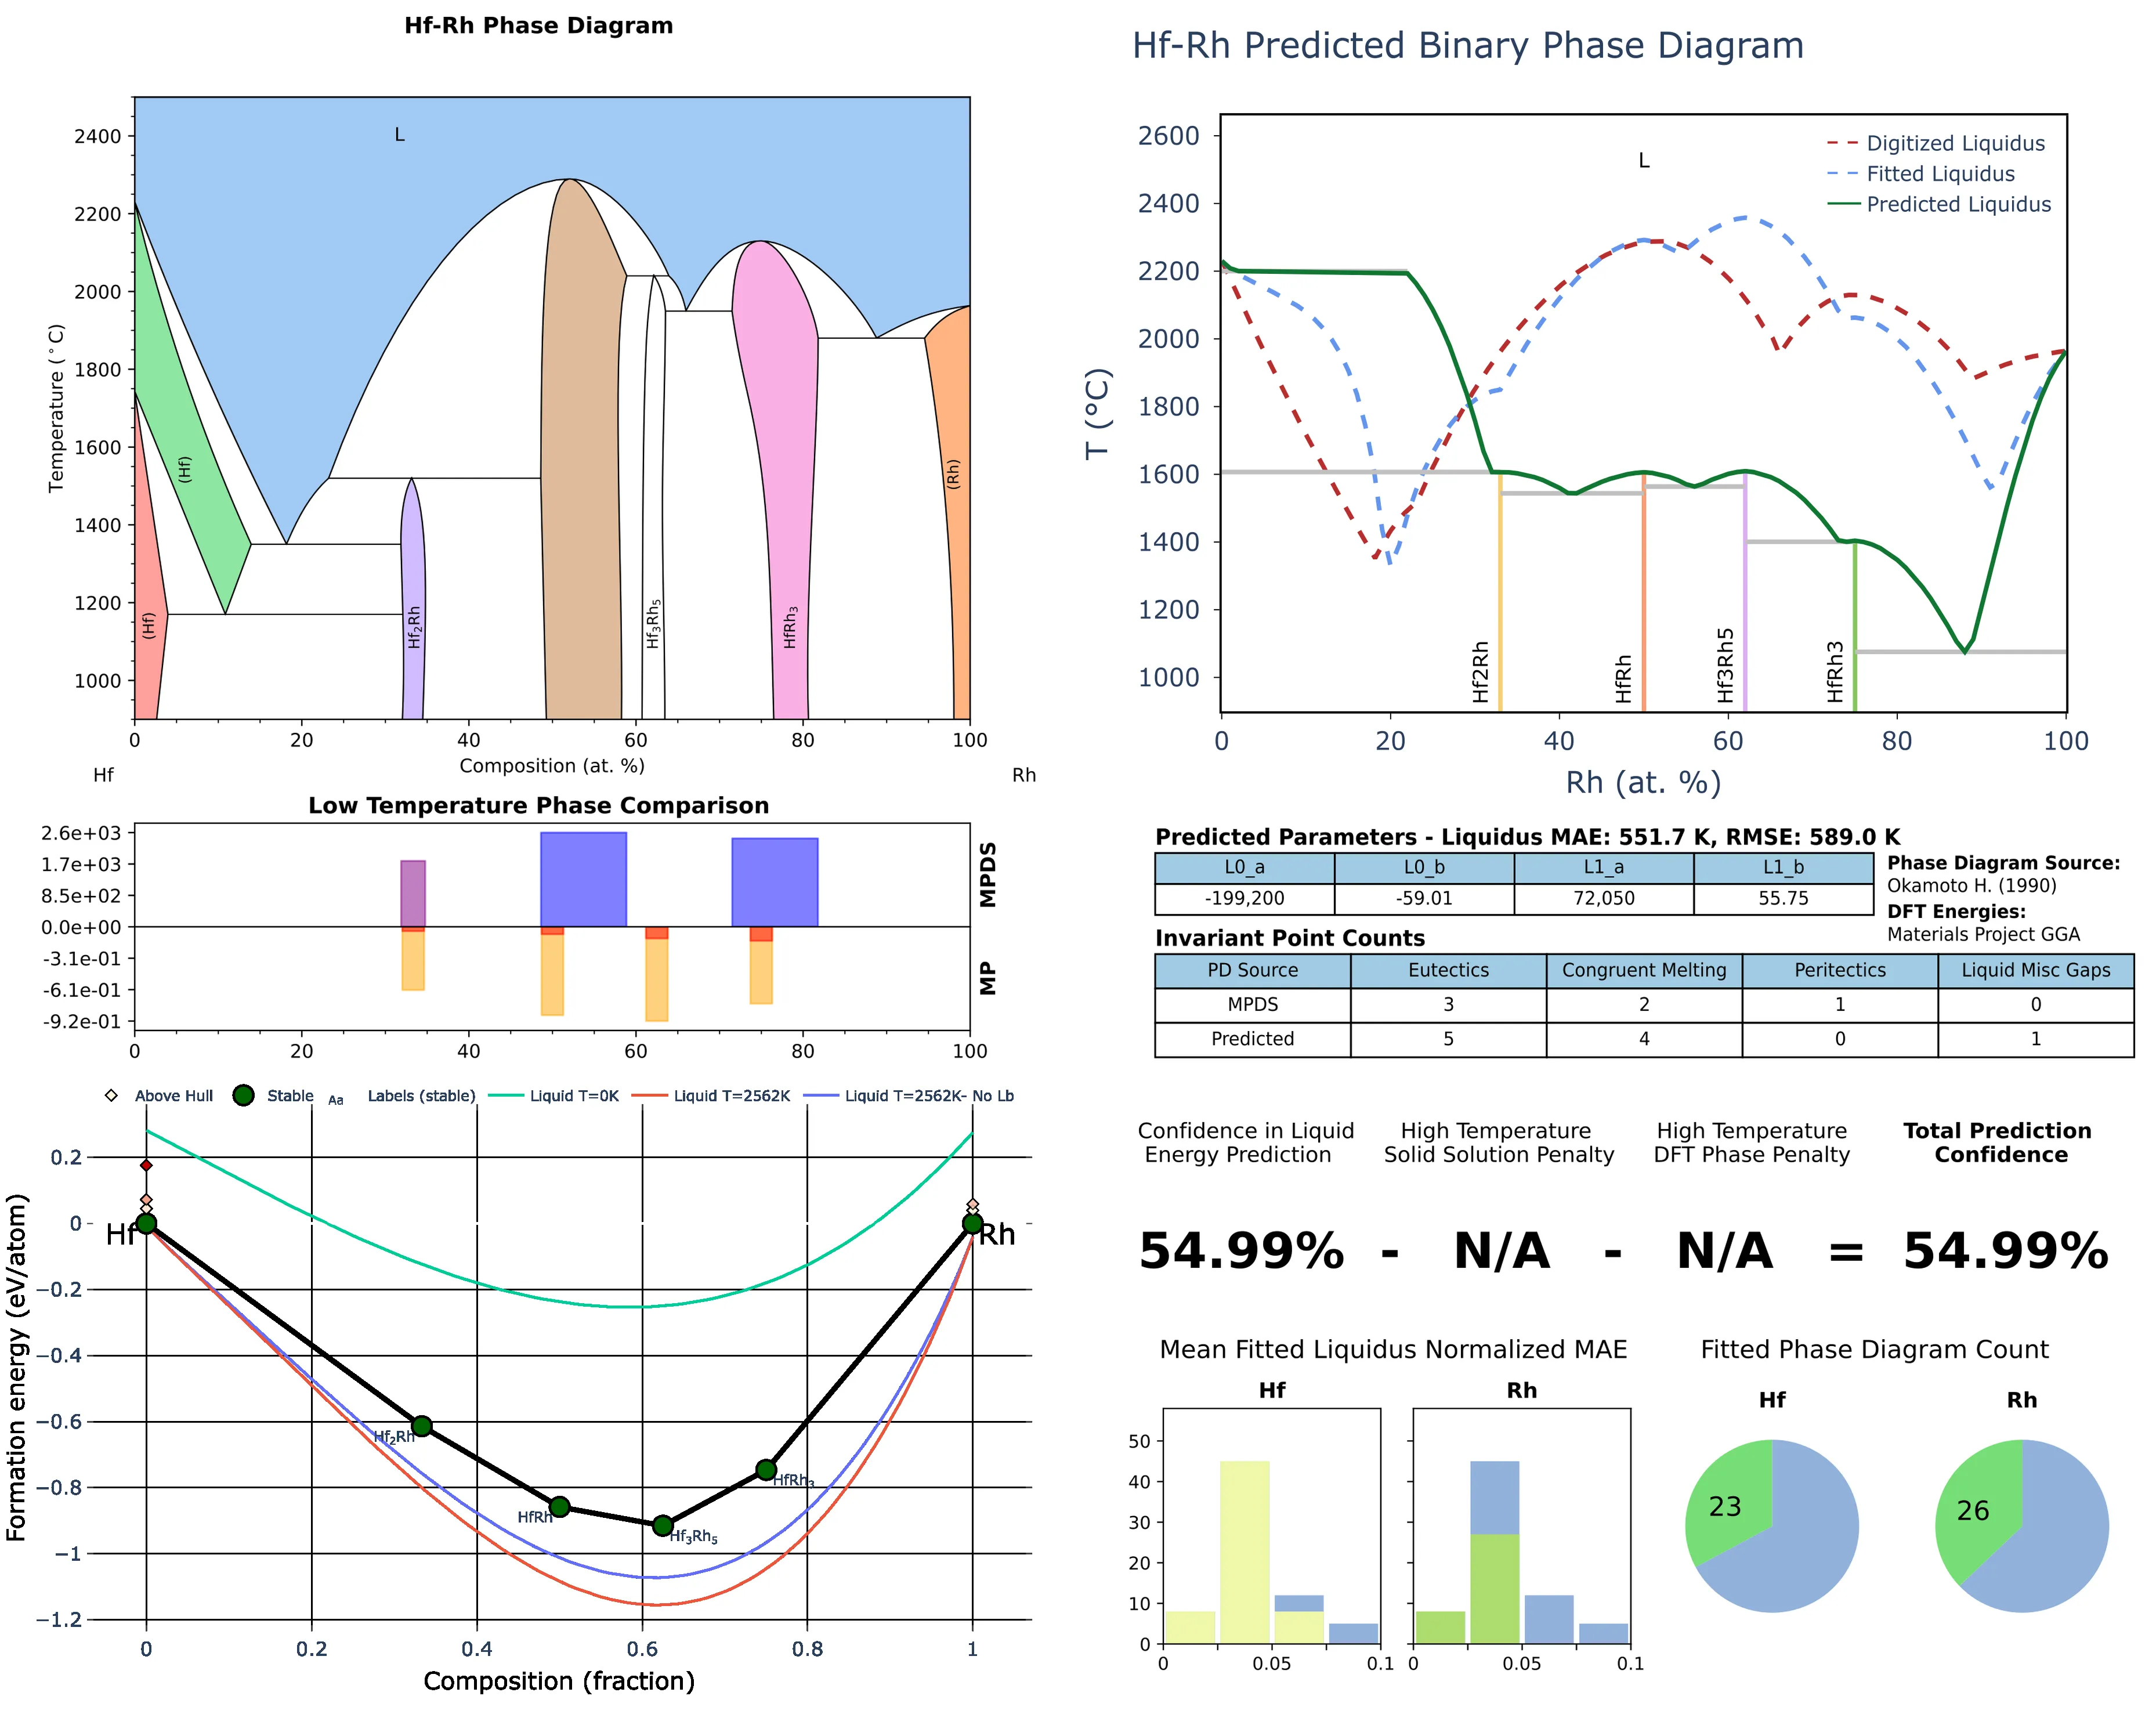 Hf-Rh Phase Diagram
L
2400
2200
2000
1800
1600
1400
1200
1000
Temperature (°C)
(Hf)
(Hf)
Hf2Rh
Hf3Rh5
HfRh3
(Rh)
0 20 40 60 80 100
Composition (at. %)
Hf Rh
Low Temperature Phase Comparison
2.6e+03
1.7e+03
8.5e+02
0.0e+00
-3.1e-01
-6.1e-01
-9.2e-01
MPDS
MP
0 20 40 60 80 100
Above Hull Stable Aa Labels (stable) Liquid T=0K Liquid T=2562K Liquid T=2562K- No Lb
0.2
0
−0.2
−0.4
−0.6
−0.8
−1
−1.2
Formation energy (eV/atom)
Hf
Rh
Hf2Rh
HfRh
Hf3Rh5
HfRh3
0 0.2 0.4 0.6 0.8 1
Composition (fraction)
Hf-Rh Predicted Binary Phase Diagram
L
Digitized Liquidus
Fitted Liquidus
Predicted Liquidus
2600
2400
2200
2000
1800
1600
1400
1200
1000
T (°C)
Hf2Rh
HfRh
Hf3Rh5
HfRh3
0 20 40 60 80 100
Rh (at. %)
Predicted Parameters - Liquidus MAE: 551.7 K, RMSE: 589.0 K
L0_a L0_b L1_a L1_b
-199,200 -59.01 72,050 55.75
Phase Diagram Source:
Okamoto H. (1990)
DFT Energies:
Materials Project GGA
Invariant Point Counts
PD Source Eutectics Congruent Melting Peritectics Liquid Misc Gaps
MPDS 3 2 1 0
Predicted 5 4 0 1
Confidence in Liquid
Energy Prediction
High Temperature
Solid Solution Penalty
High Temperature
DFT Phase Penalty
Total Prediction
Confidence
54.99% - N/A - N/A = 54.99%
Mean Fitted Liquidus Normalized MAE
Hf
Rh
50
40
30
20
10
0
0 0.05 0.1
0 0.05 0.1
Fitted Phase Diagram Count
Hf
Rh
23
26